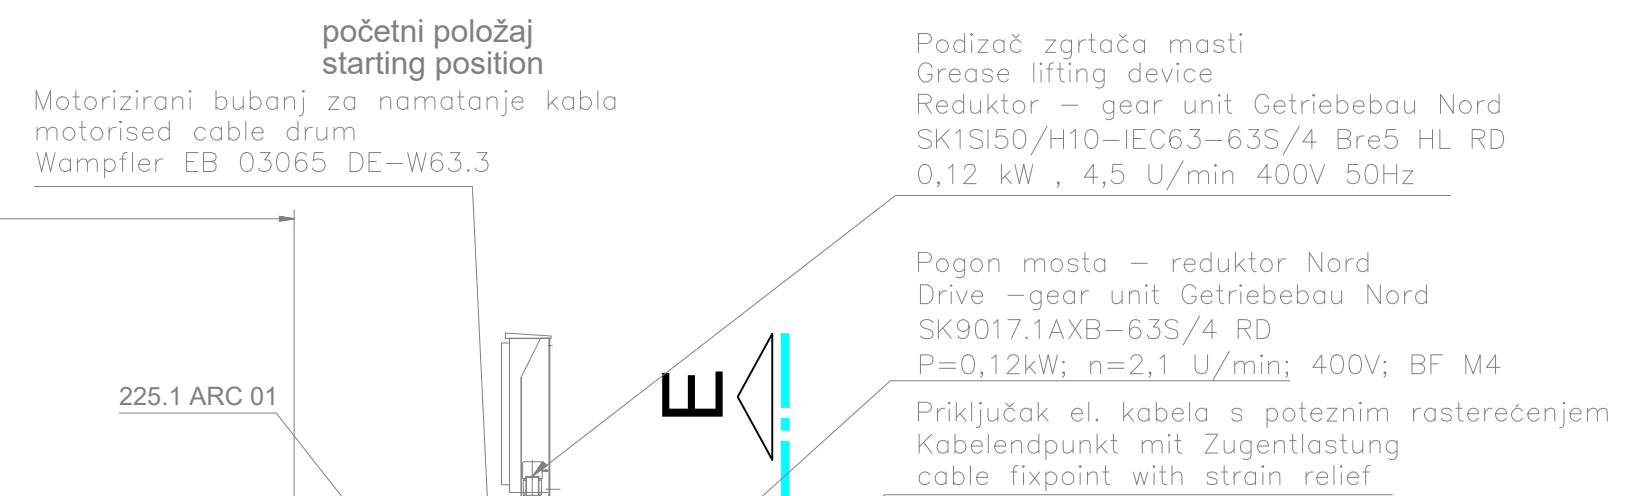 početni položaj
starting position
Motorizirani bubanj za namatanje kabla
motorised cable drum
Wampfler EB 03065 DE-W63.3
225.1 ARC 01
E
Podizač zgrtača masti
Grease lifting device
Reduktor - gear unit Getriebebau Nord
SK1SI50/H10-IEC63-63S/4 Bre5 HL RD
0,12 kW , 4,5 U/min 400V 50Hz
Pogon mosta - reduktor Nord
Drive -gear unit Getriebebau Nord
SK9017.1AXB-63S/4 RD
P=0,12kW; n=2,1 U/min; 400V; BF M4
Priključak el. kabela s poteznim rasterećenjem
Kabelendpunkt mit Zugentlastung
cable fixpoint with strain relief